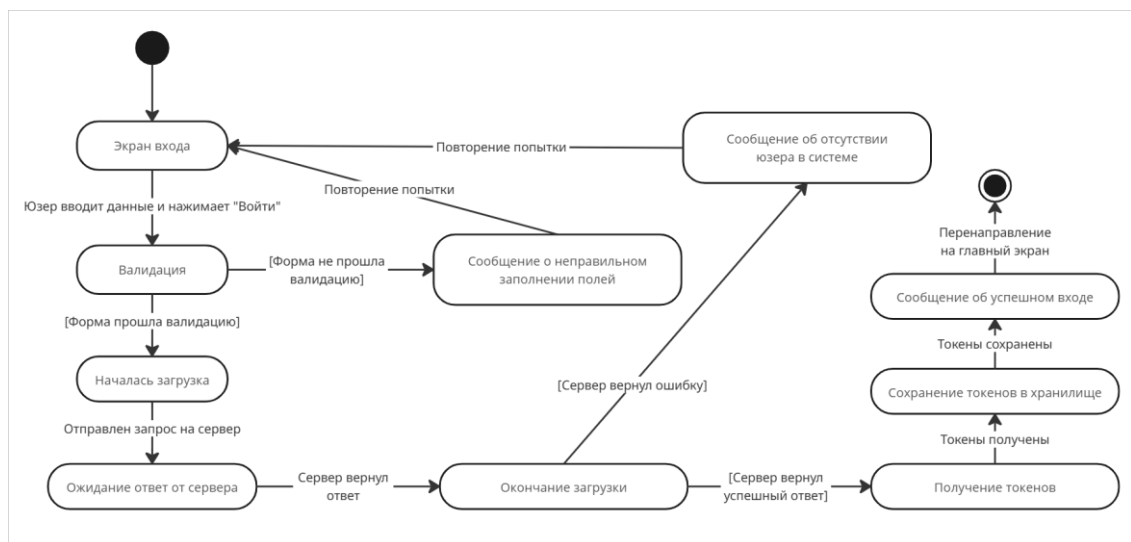 Экран входа
Повторение попытки
Сообщение об отсутствии
юзера в системе
Повторение попытки
Юзер вводит данные и нажимает "Войти"
Валидация
[Форма не прошла
валидацию]
Сообщение о неправильном
заполнении полей
Перенаправление
на главный экран
Сообщение об успешном входе
[Форма прошла валидацию]
Токены сохранены
Началась загрузка
[Сервер вернул ошибку]
Сохранение токенов в хранилище
Отправлен запрос на сервер
Токены получены
Ожидание ответ от сервера
Сервер вернул
ответ
Окончание загрузки
[Сервер вернул
успешный ответ]
Получение токенов